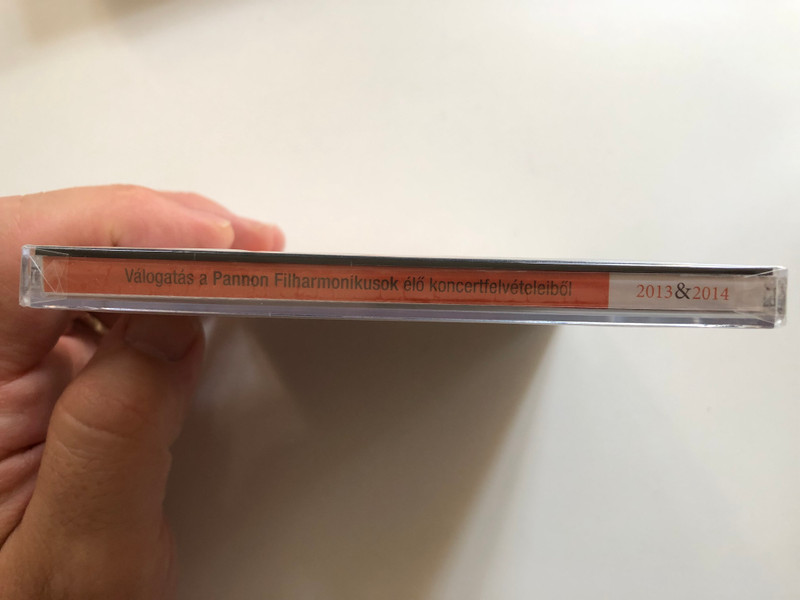 Válogatás a Pannon Filharmonikusok élő koncertfelvételeiből 2013&2014